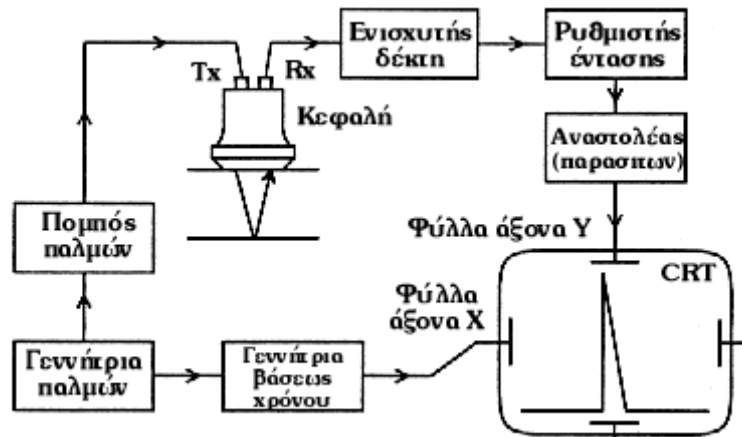 Ενισχυτής
δέκτη
Ρυθμιστής
έντασης
Tx
Rx
Κεφαλή
Αναστολέας
(παρασιτων)
Πομπός
παλμών
Φύλλα άξονα Y
CRT
Φύλλα
άξονα X
Γεννήτρια
παλμών
Γεννήτρια
βάσεως
χρόνου